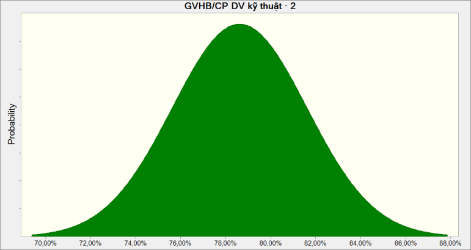 GVHB/CP DV kỹ thuật - 2
Probability
70,00% 72,00% 74,00% 76,00% 78,00% 80,00% 82,00% 84,00% 86,00% 88,00%